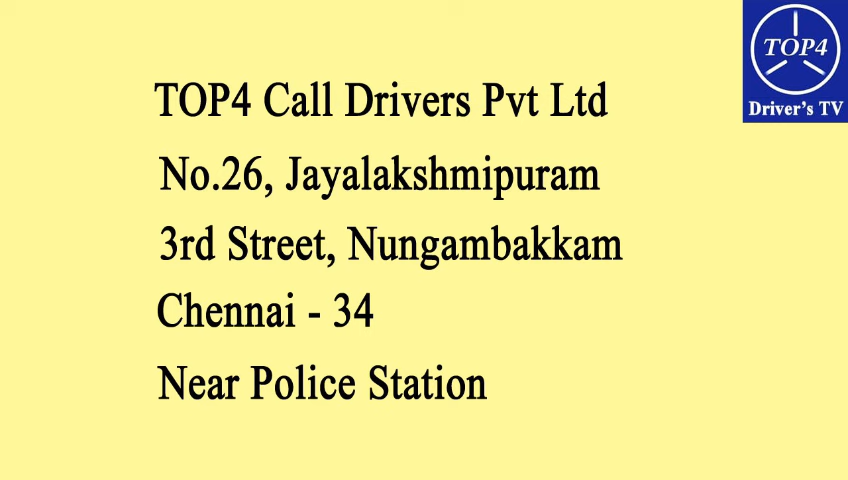 TOP4 Call Drivers Pvt Ltd
No.26, Jayalakshmipuram
3rd Street, Nungambakkam
Chennai - 34
Near Police Station
TOP4
Driver's TV